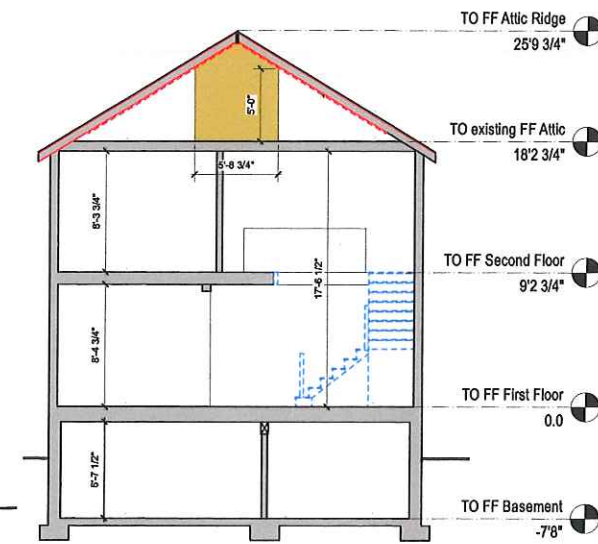 TO FF Attic Ridge
25'9 3/4"
5'-0"
TO existing FF Attic
18'2 3/4"
5'-8 3/4"
8'-3 3/4"
TO FF Second Floor
9'2 3/4"
17'-6 1/2"
8'-4 3/4"
TO FF First Floor
0.0
6'-7 1/2"
TO FF Basement
-7'8"